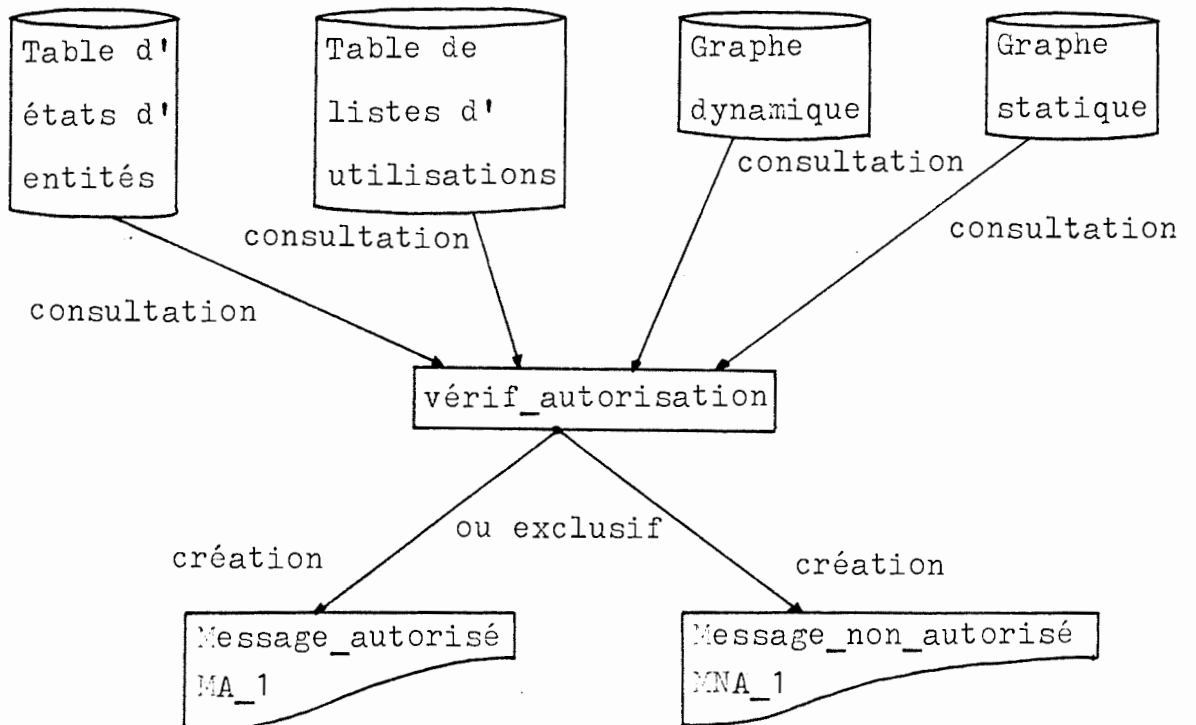 Table d'
états d'
entités
Table de
listes d'
utilisations
Graphe
dynamique
Graphe
statique
consultation
consultation
consultation
consultation
vérif_autorisation
ou exclusif
création
création
Message_autorisé
MA_1
Message_non_autorisé
MNA_1